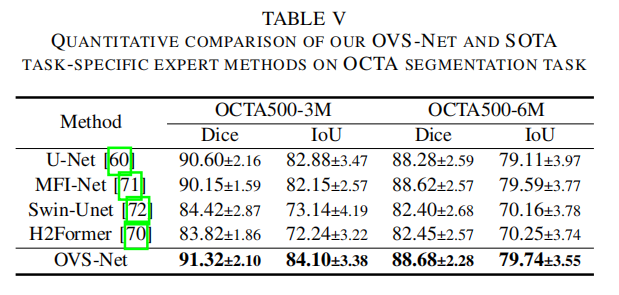 TABLE V
QUANTITATIVE COMPARISON OF OUR OVS-NET AND SOTA
TASK-SPECIFIC EXPERT METHODS ON OCTA SEGMENTATION TASK
Method OCTA500-3M OCTA500-6M
Dice IoU Dice IoU
U-Net [60] 90.60±2.16 82.88±3.47 88.28±2.59 79.11±3.97
MFI-Net [71] 90.15±1.59 82.15±2.57 88.62±2.57 79.59±3.77
Swin-Unet [72] 84.42±2.87 73.14±4.19 82.40±2.68 70.16±3.78
H2Former [70] 83.82±1.86 72.24±3.22 82.45±2.57 70.25±3.74
OVS-Net 91.32±2.10 84.10±3.38 88.68±2.28 79.74±3.55